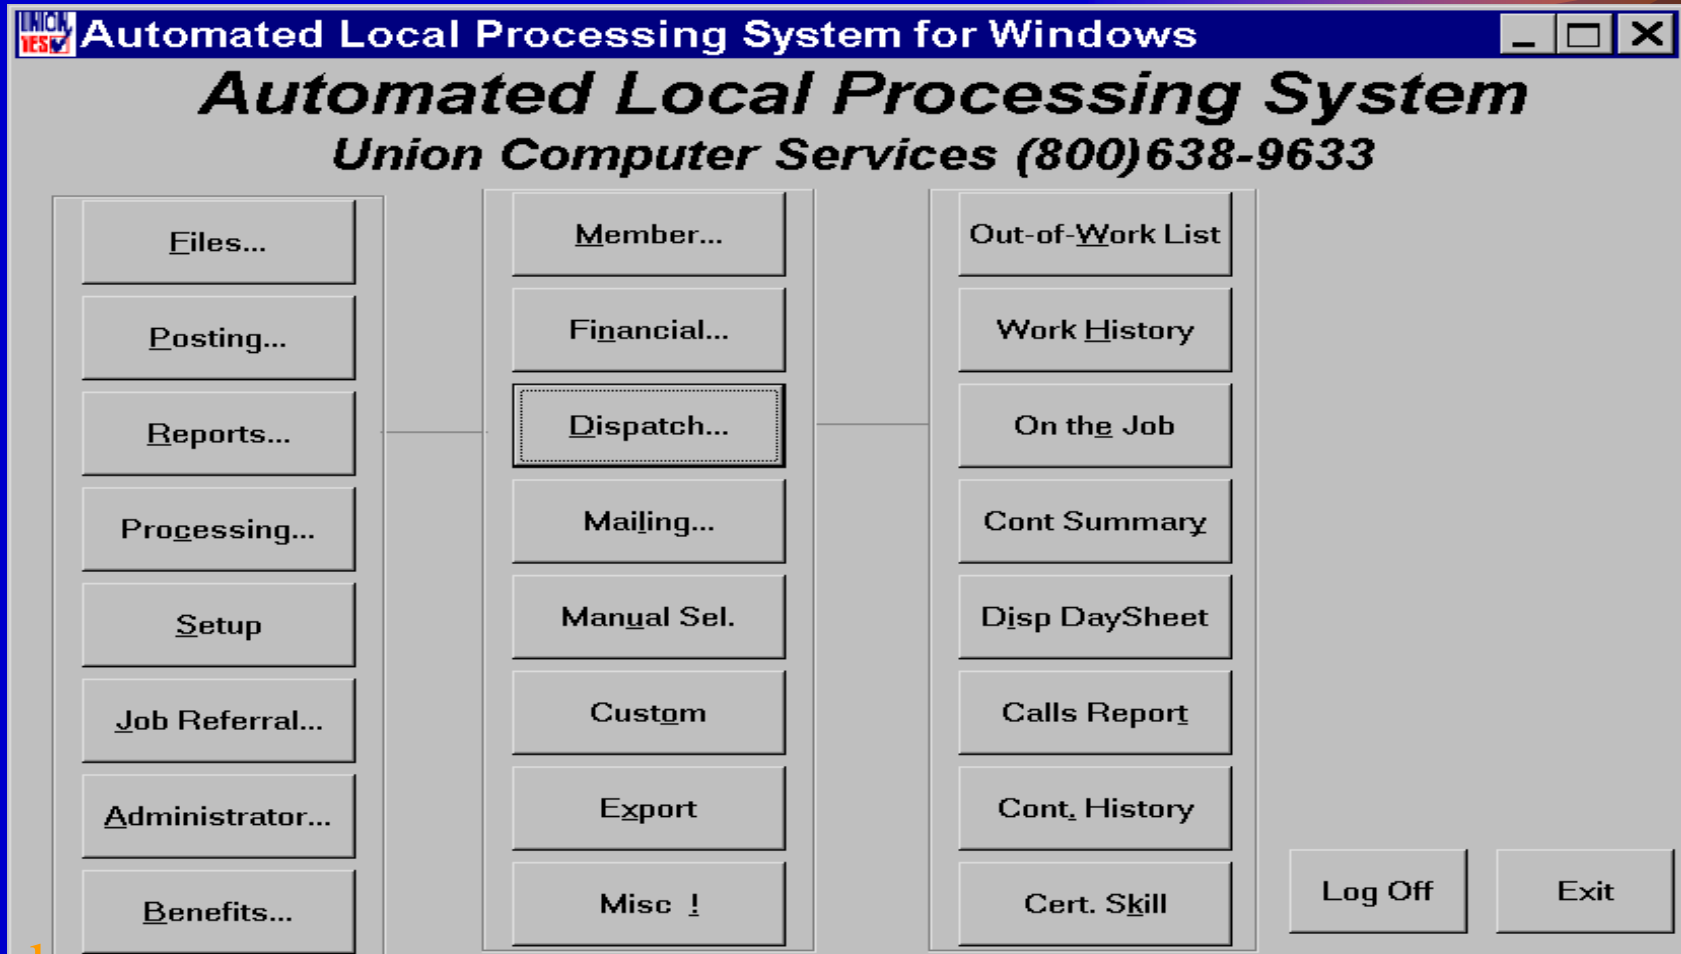 UNION
YES
Automated Local Processing System for Windows
Automated Local Processing System
Union Computer Services (800)638-9633
Files...
Posting...
Reports...
Processing...
Setup
Job Referral...
Administrator...
Benefits...
Member...
Financial...
Dispatch...
Mailing...
Manual Sel.
Custom
Export
Misc !
Out-of-Work List
Work History
On the Job
Cont Summary
Disp DaySheet
Calls Report
Cont. History
Cert. Skill
Log Off
Exit